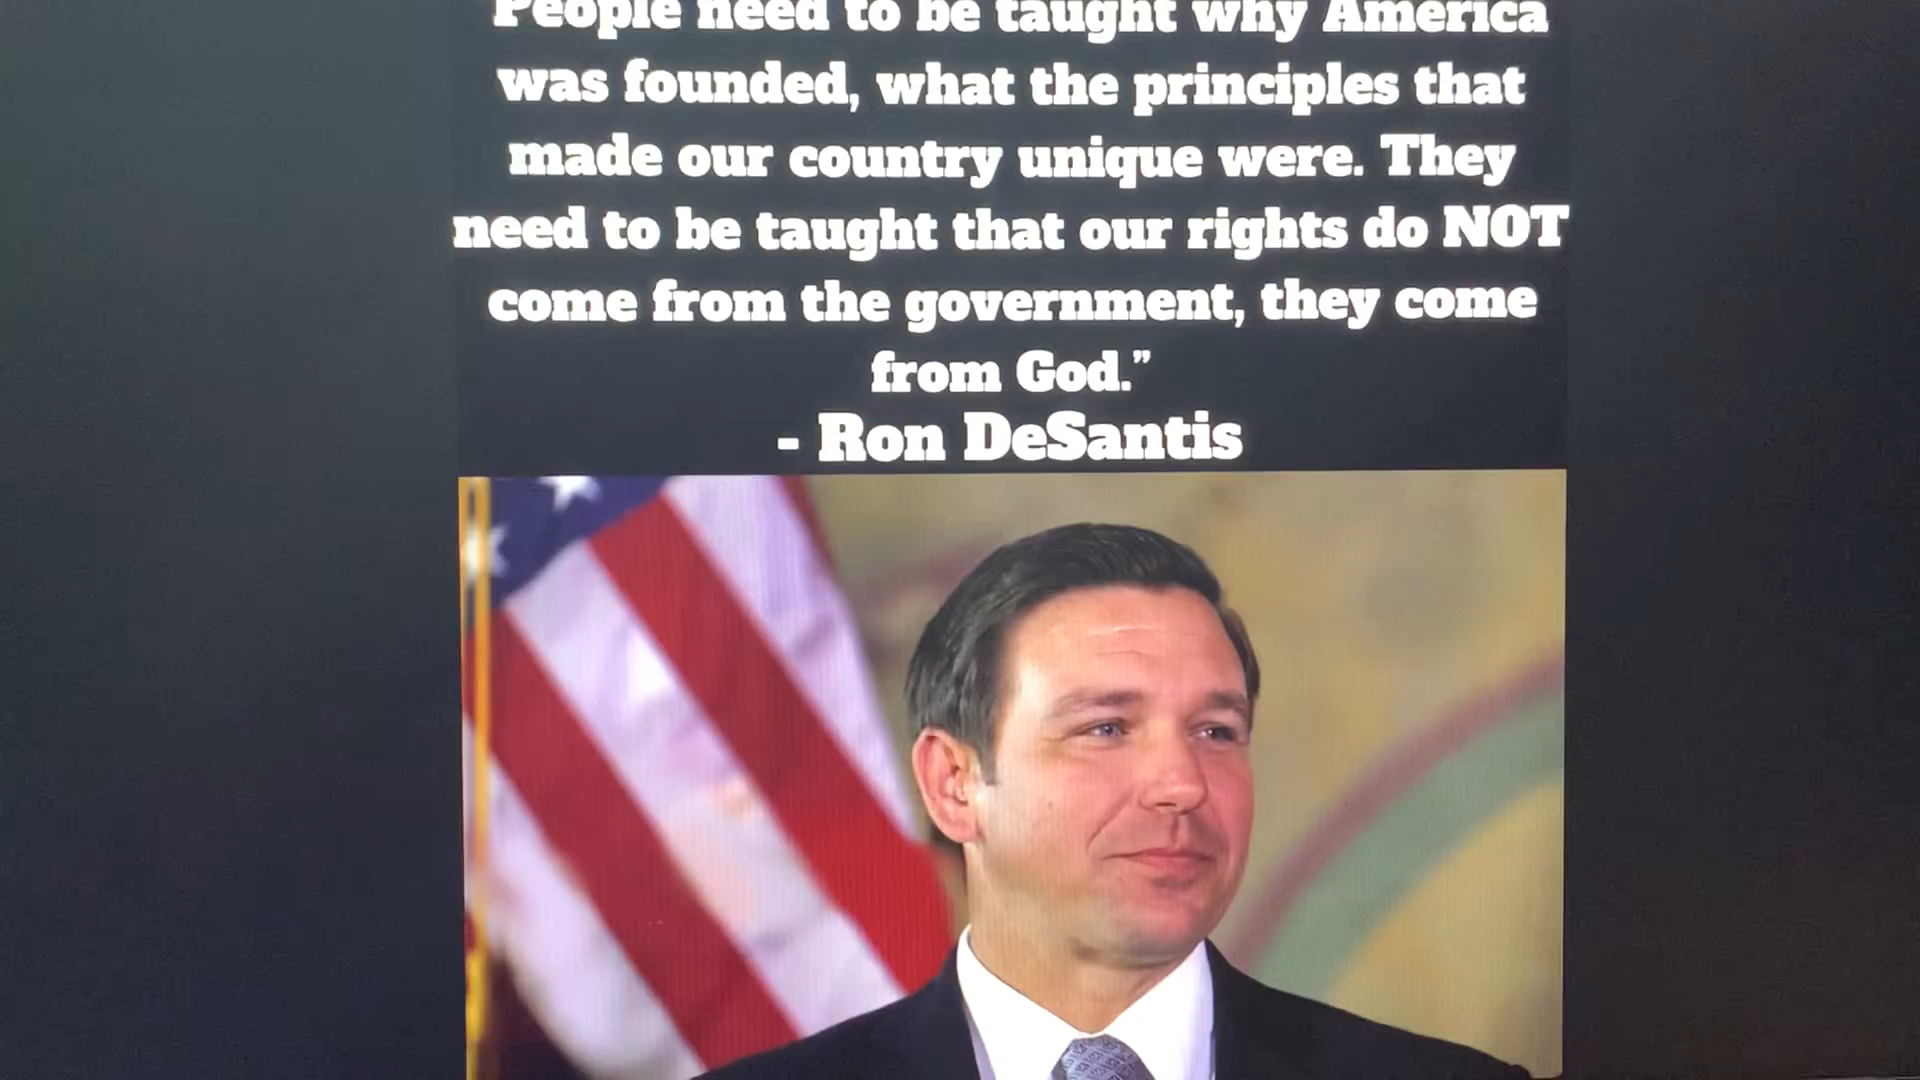 People need to be taught why America
was founded, what the principles that
made our country unique were. They
need to be taught that our rights do NOT
come from the government, they come
from God.”
- Ron DeSantis